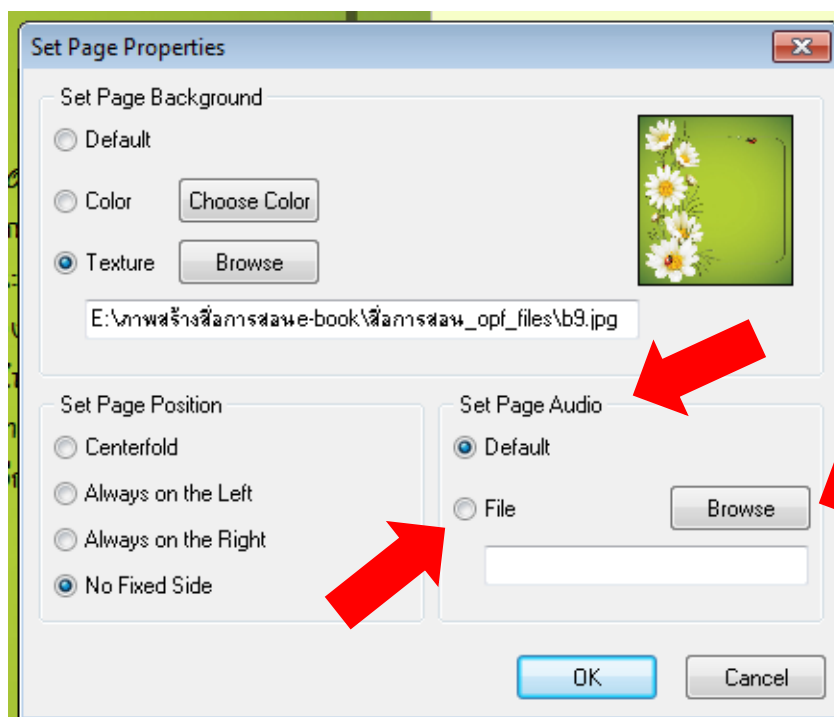 Set Page Properties
Set Page Background
Default
Color
Choose Color
Texture
Browse
E:\ภาพสร้างสื่อการสอนe-book\สื่อการสอน_opf_files\b9.jpg
Set Page Position
Centerfold
Always on the Left
Always on the Right
No Fixed Side
Set Page Audio
Default
File
Browse
OK
Cancel